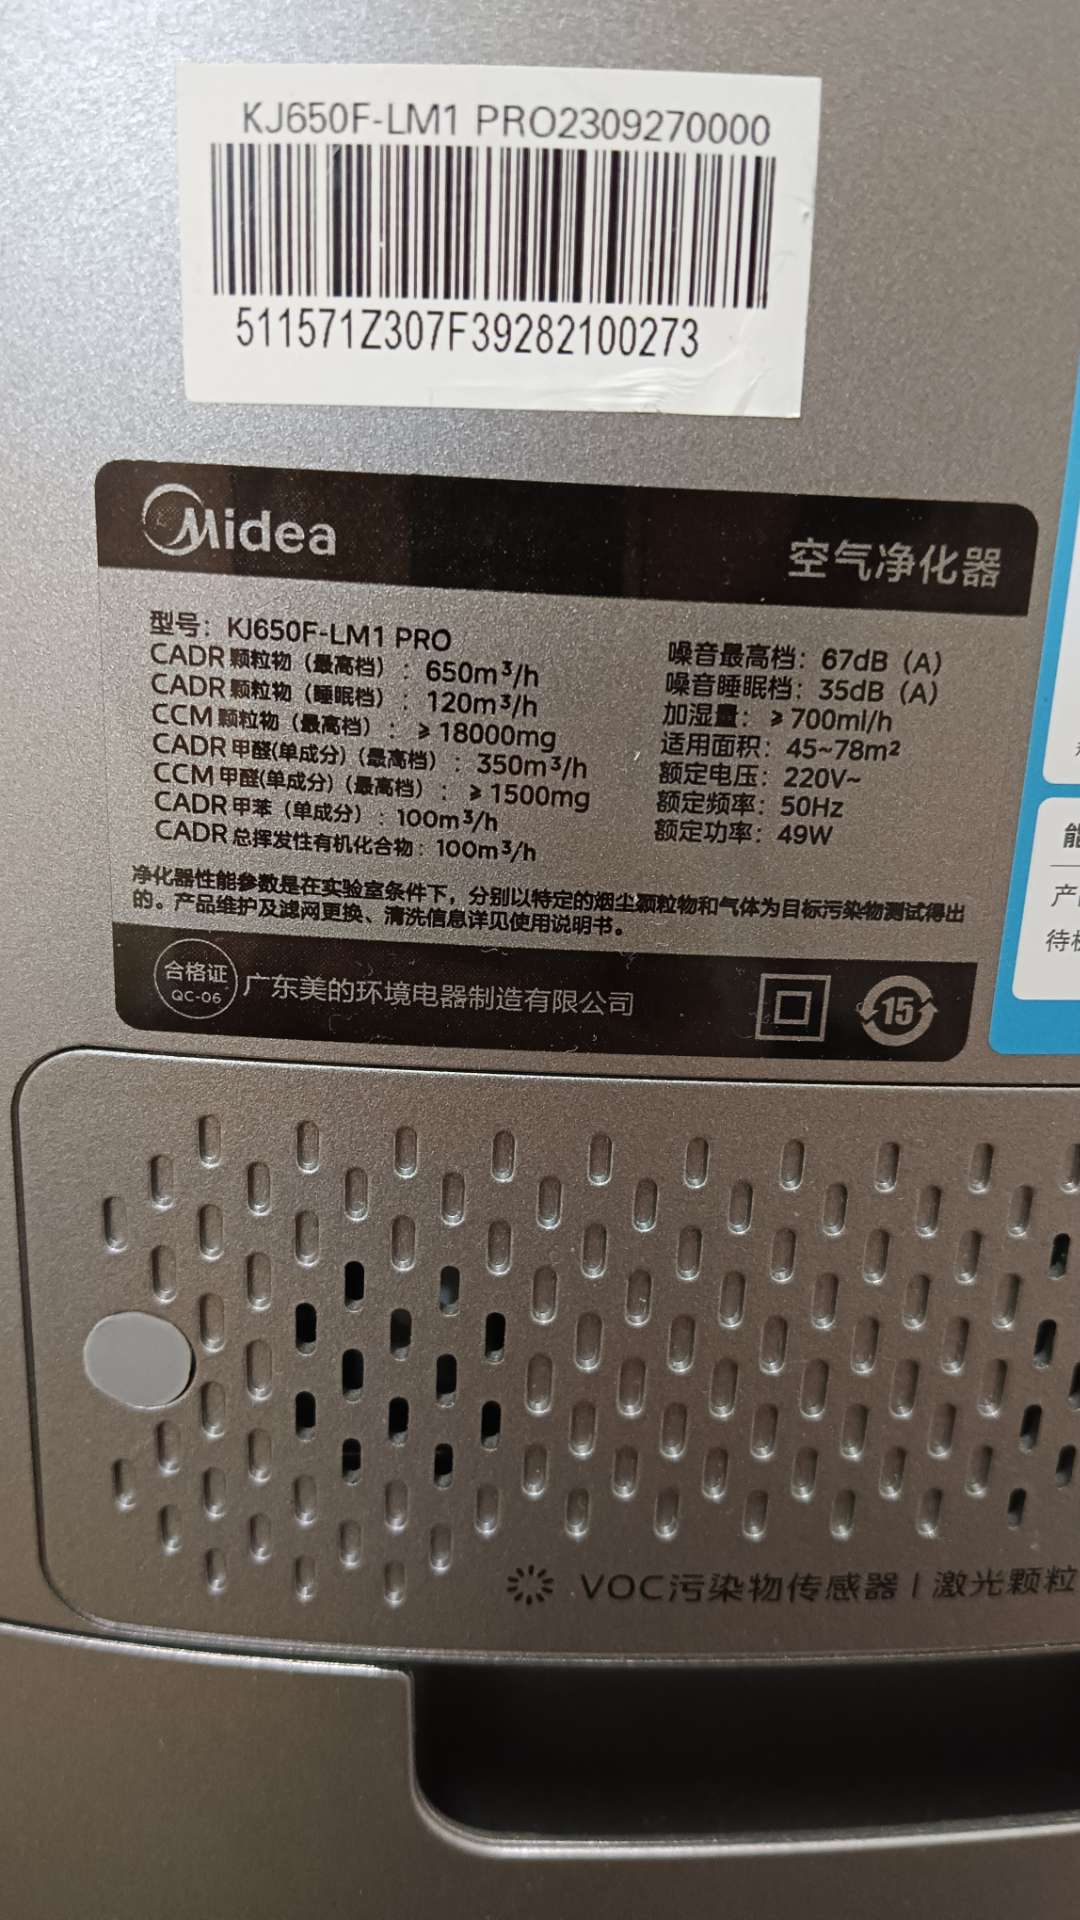 KJ650F-LM1 PRO2309270000
511571Z307F39282100273
Midea
空气净化器
型号：KJ650F-LM1 PRO
CADR 颗粒物（最高档）：650m³/h
CADR 颗粒物（睡眠档）：120m³/h
CCM 颗粒物（最高档）：≥18000mg
CADR 甲醛(单成分)（最高档）：350m³/h
CCM 甲醛(单成分)（最高档）：≥1500mg
CADR 甲苯（单成分）：100m³/h
CADR 总挥发性有机化合物：100m³/h
噪音最高档：67dB（A）
噪音睡眠档：35dB（A）
加湿量：≥700ml/h
适用面积：45~78m²
额定电压：220V~
额定频率：50Hz
额定功率：49W
净化器性能参数是在实验室条件下，分别以特定的烟尘颗粒物和气体为目标污染物测试得出
的。产品维护及滤网更换、清洗信息详见使用说明书。
合格证
QC-06
广东美的环境电器制造有限公司
15
能
产
待
VOC污染物传感器 | 激光颗粒